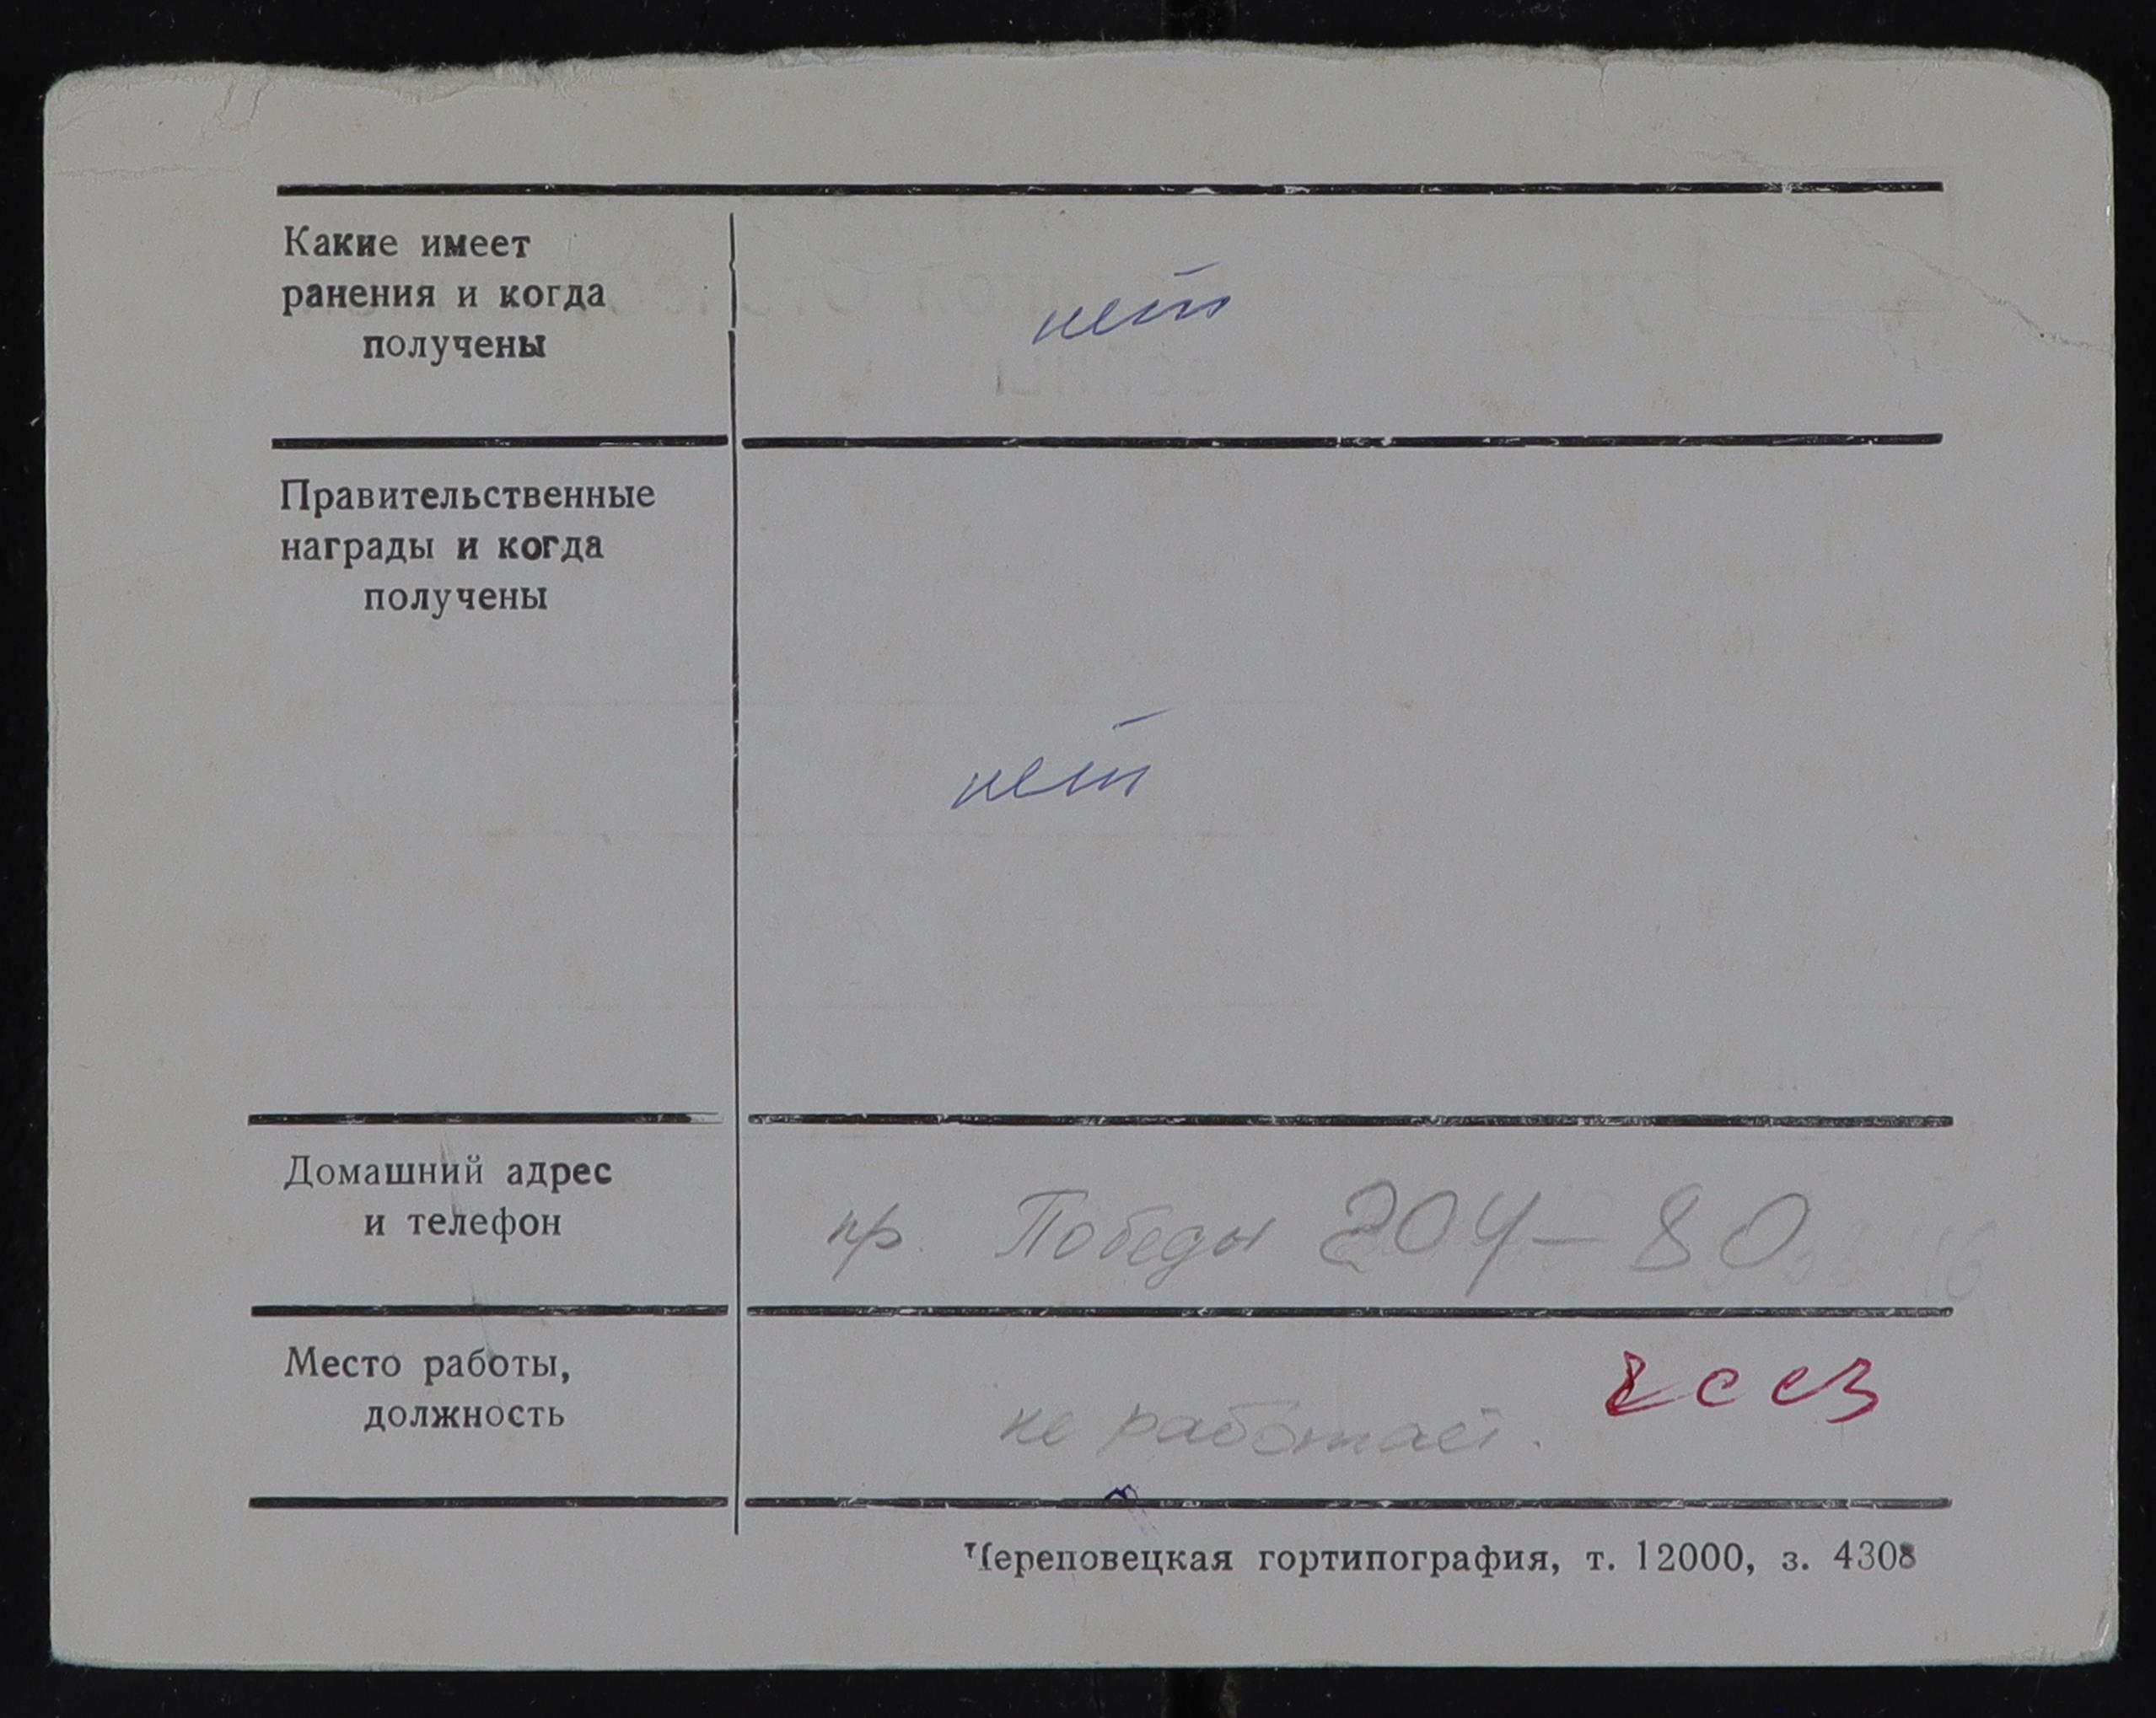 Какие имеет
ранения и когда
получены
нет
Правительственные
награды и когда
получены
нет
Домашний адрес
и телефон
пр. Победы 204-80
Место работы,
должность
не работает.
Череповецкая гортипография, т. 12000, з. 4308